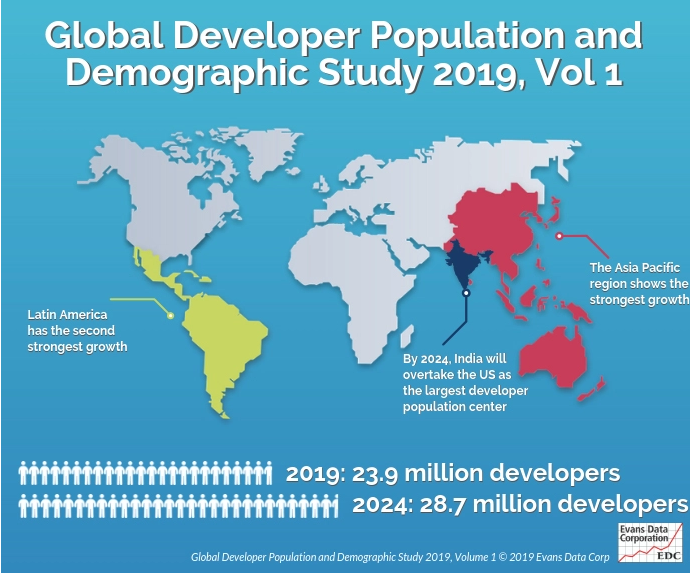 Global Developer Population and
Demographic Study 2019, Vol 1
The Asia Pacific
region shows the
strongest growth
Latin America
has the second
strongest growth
By 2024, India will
overtake the US as
the largest developer
population center
2019: 23.9 million developers
2024: 28.7 million developers
Evans Data
Corporation
EDC
Global Developer Population and Demographic Study 2019, Volume 1 © 2019 Evans Data Corp